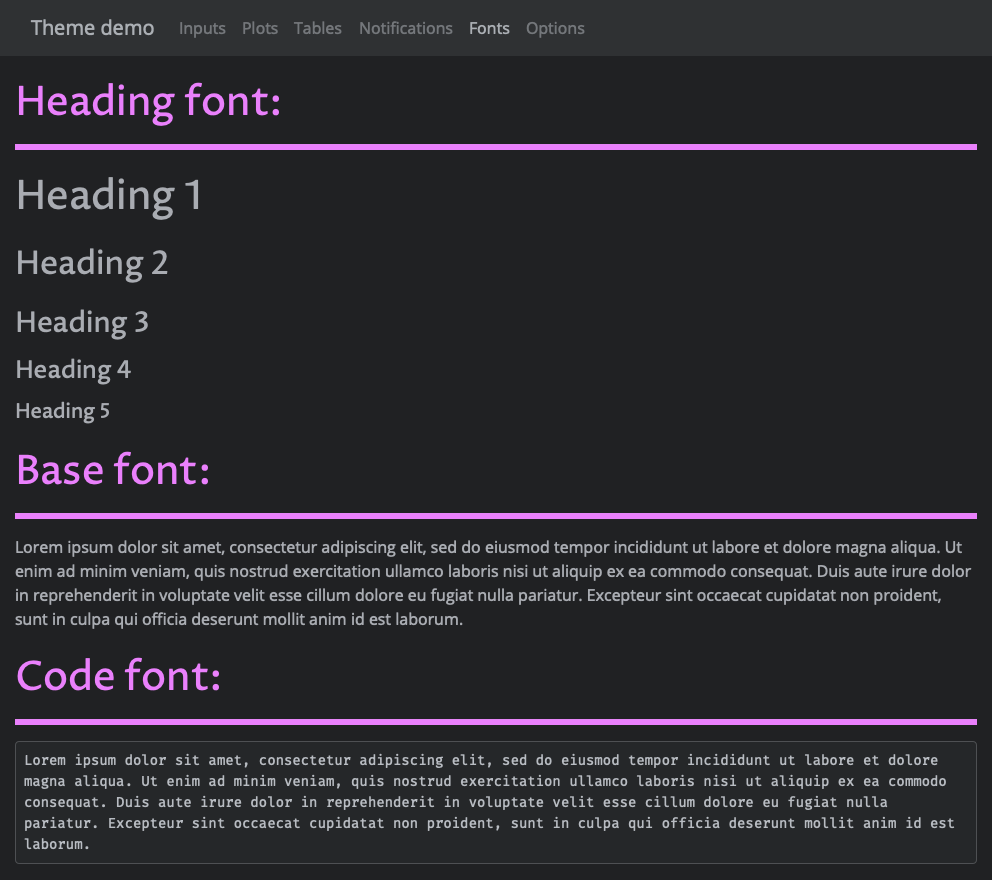 Theme demo Inputs Plots Tables Notifications Fonts Options
Heading font:
Heading 1
Heading 2
Heading 3
Heading 4
Heading 5
Base font:
Lorem ipsum dolor sit amet, consectetur adipiscing elit, sed do eiusmod tempor incididunt ut labore et dolore magna aliqua. Ut
enim ad minim veniam, quis nostrud exercitation ullamco laboris nisi ut aliquip ex ea commodo consequat. Duis aute irure dolor
in reprehenderit in voluptate velit esse cillum dolore eu fugiat nulla pariatur. Excepteur sint occaecat cupidatat non proident,
sunt in culpa qui officia deserunt mollit anim id est laborum.
Code font:
Lorem ipsum dolor sit amet, consectetur adipiscing elit, sed do eiusmod tempor incididunt ut labore et dolore
magna aliqua. Ut enim ad minim veniam, quis nostrud exercitation ullamco laboris nisi ut aliquip ex ea commodo
consequat. Duis aute irure dolor in reprehenderit in voluptate velit esse cillum dolore eu fugiat nulla
pariatur. Excepteur sint occaecat cupidatat non proident, sunt in culpa qui officia deserunt mollit anim id est
laborum.